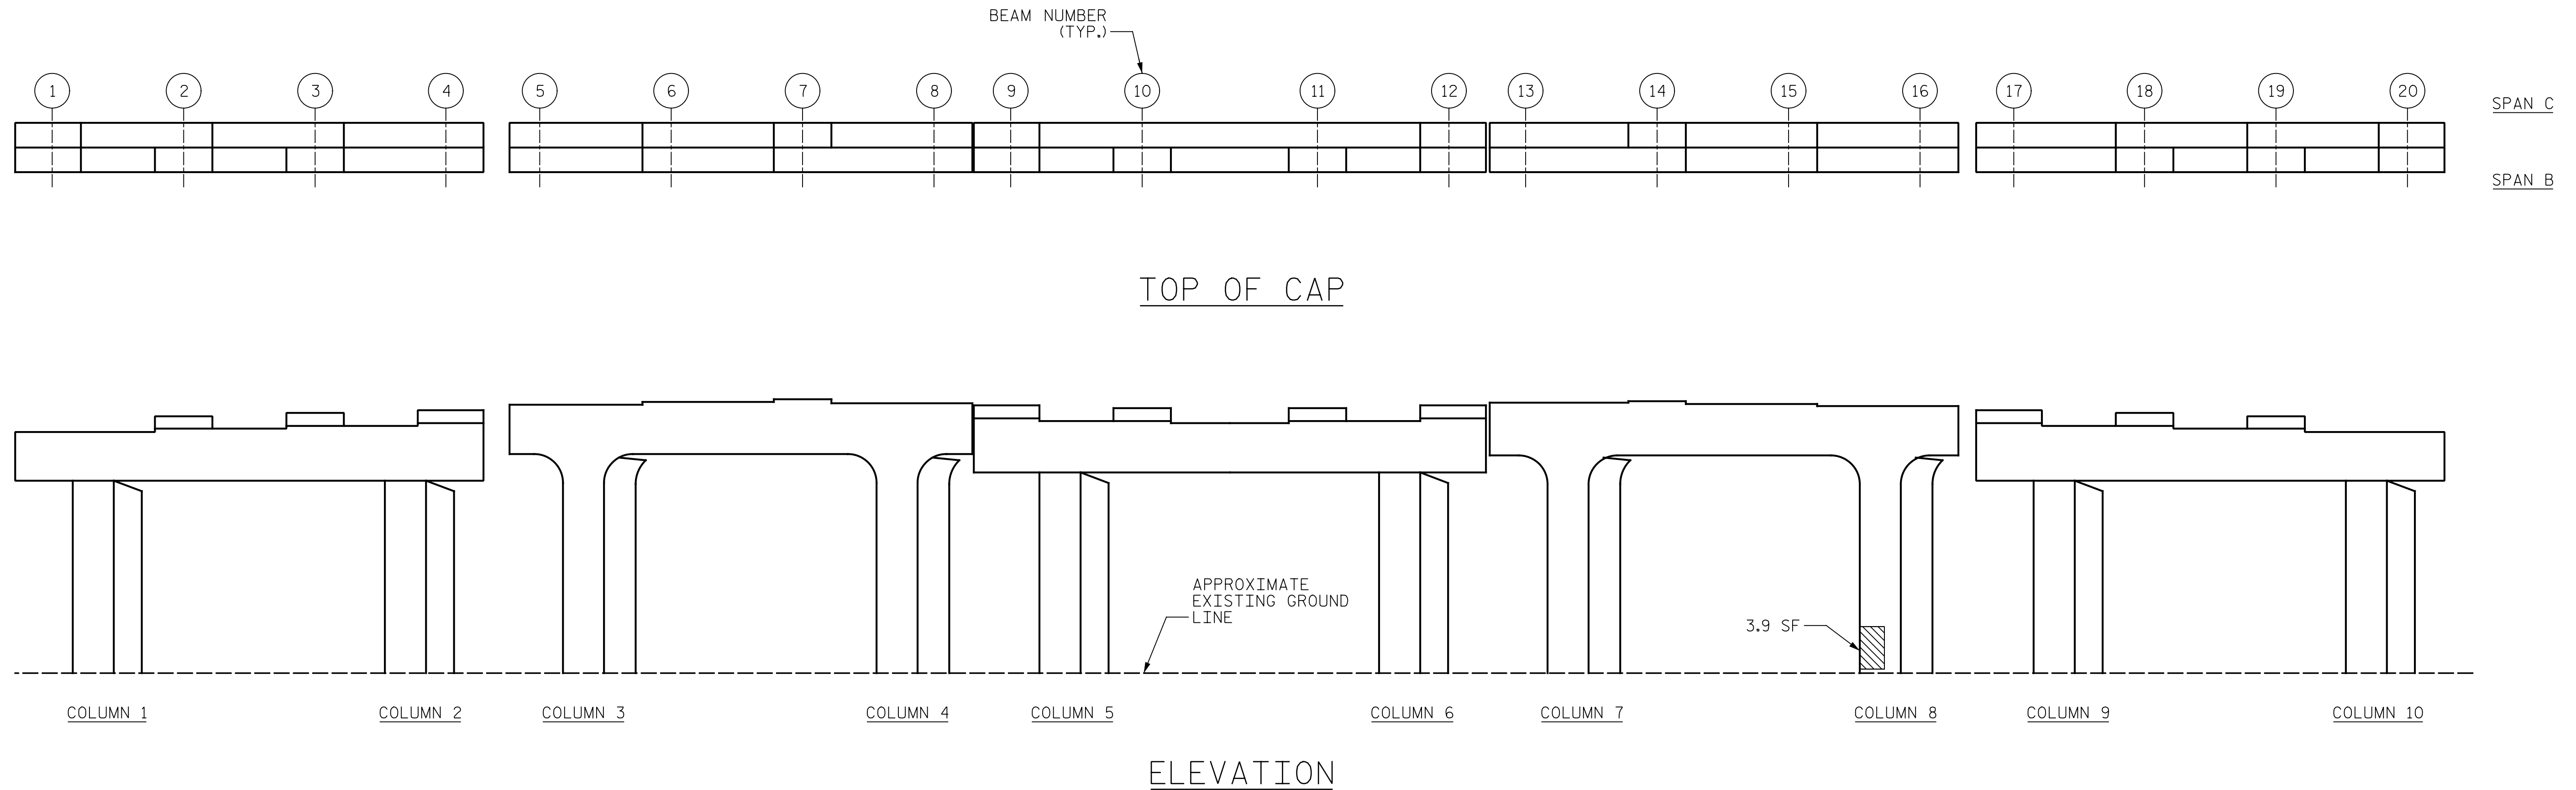 BEAM NUMBER
(TYP.)
1 2 3 4 5 6 7 8 9 10 11 12 13 14 15 16 17 18 19 20
SPAN C
SPAN B
TOP OF CAP
APPROXIMATE
EXISTING GROUND
LINE
3.9 SF
COLUMN 1 COLUMN 2 COLUMN 3 COLUMN 4 COLUMN 5 COLUMN 6 COLUMN 7 COLUMN 8 COLUMN 9 COLUMN 10
ELEVATION